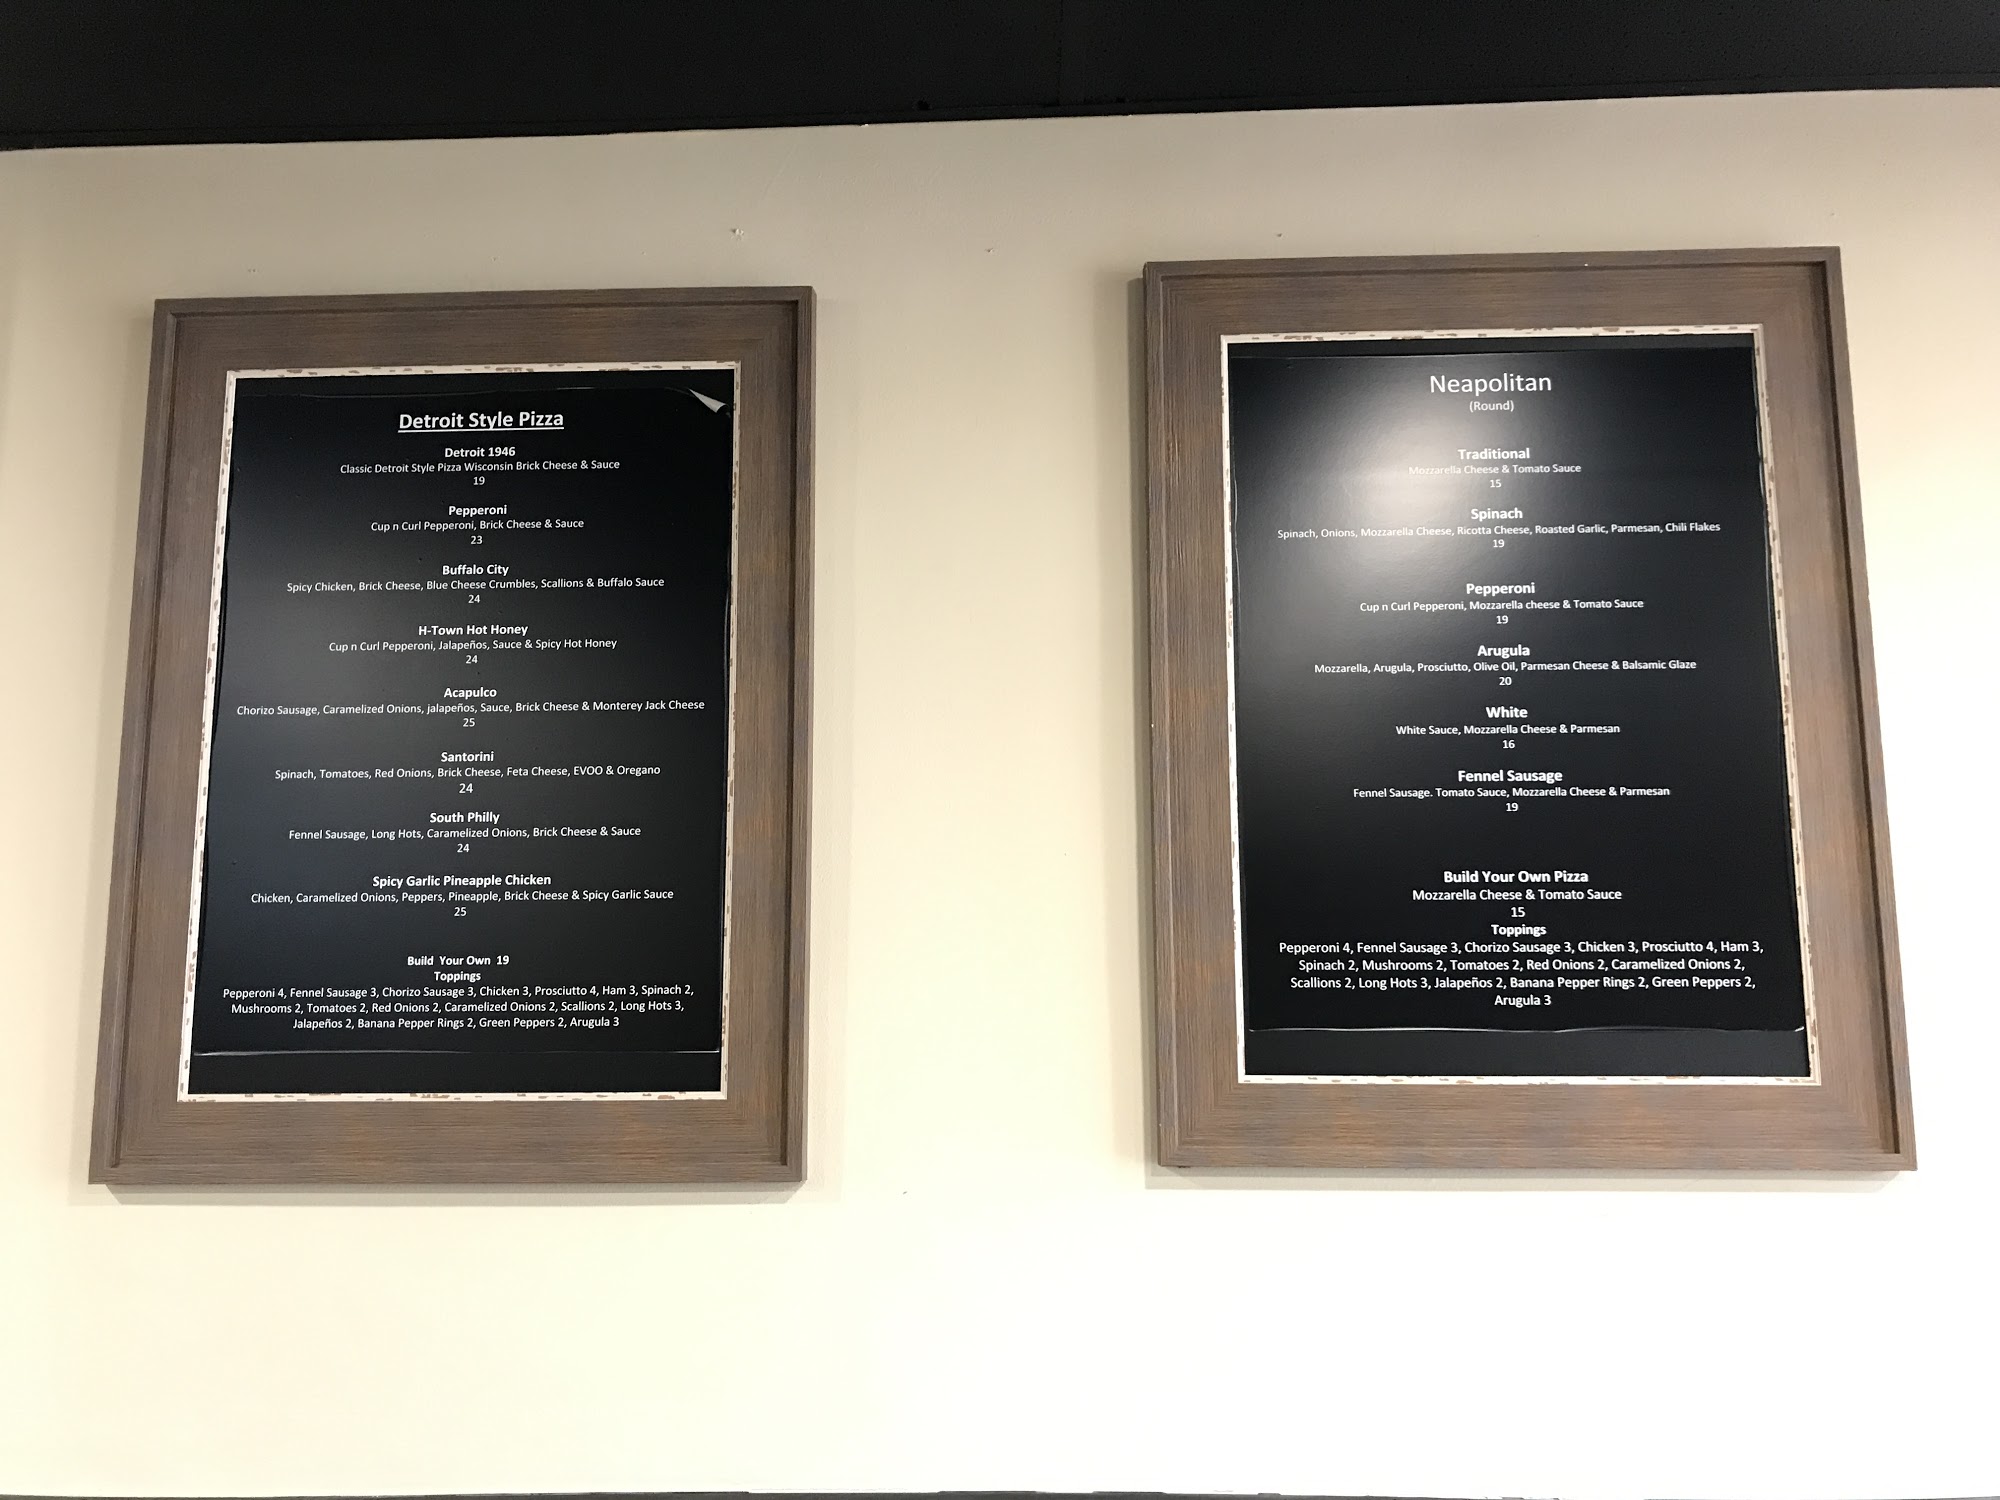 Detroit Style Pizza
Detroit 1946
Classic Detroit Style Pizza Wisconsin Brick Cheese & Sauce
19
Pepperoni
Cup n Curl Pepperoni, Brick Cheese & Sauce
23
Buffalo City
Spicy Chicken, Brick Cheese, Blue Cheese Crumbles, Scallions & Buffalo Sauce
24
H-Town Hot Honey
Cup n Curl Pepperoni, Jalapeños, Sauce & Spicy Hot Honey
24
Acapulco
Chorizo Sausage, Caramelized Onions, jalapeños, Sauce, Brick Cheese & Monterey Jack Cheese
25
Santorini
Spinach, Tomatoes, Red Onions, Brick Cheese, Feta Cheese, EVOO & Oregano
24
South Philly
Fennel Sausage, Long Hots, Caramelized Onions, Brick Cheese & Sauce
24
Spicy Garlic Pineapple Chicken
Chicken, Caramelized Onions, Peppers, Pineapple, Brick Cheese & Spicy Garlic Sauce
25
Build Your Own 19
Toppings
Pepperoni 4, Fennel Sausage 3, Chorizo Sausage 3, Chicken 3, Prosciutto 4, Ham 3, Spinach 2,
Mushrooms 2, Tomatoes 2, Red Onions 2, Caramelized Onions 2, Scallions 2, Long Hots 3,
Jalapeños 2, Banana Pepper Rings 2, Green Peppers 2, Arugula 3
Neapolitan
(Round)
Traditional
Mozzarella Cheese & Tomato Sauce
15
Spinach
Spinach, Onions, Mozzarella Cheese, Ricotta Cheese, Roasted Garlic, Parmesan, Chili Flakes
19
Pepperoni
Cup n Curl Pepperoni, Mozzarella cheese & Tomato Sauce
19
Arugula
Mozzarella, Arugula, Prosciutto, Olive Oil, Parmesan Cheese & Balsamic Glaze
20
White
White Sauce, Mozzarella Cheese & Parmesan
16
Fennel Sausage
Fennel Sausage. Tomato Sauce, Mozzarella Cheese & Parmesan
19
Build Your Own Pizza
Mozzarella Cheese & Tomato Sauce
15
Toppings
Pepperoni 4, Fennel Sausage 3, Chorizo Sausage 3, Chicken 3, Prosciutto 4, Ham 3,
Spinach 2, Mushrooms 2, Tomatoes 2, Red Onions 2, Caramelized Onions 2,
Scallions 2, Long Hots 3, Jalapeños 2, Banana Pepper Rings 2, Green Peppers 2,
Arugula 3